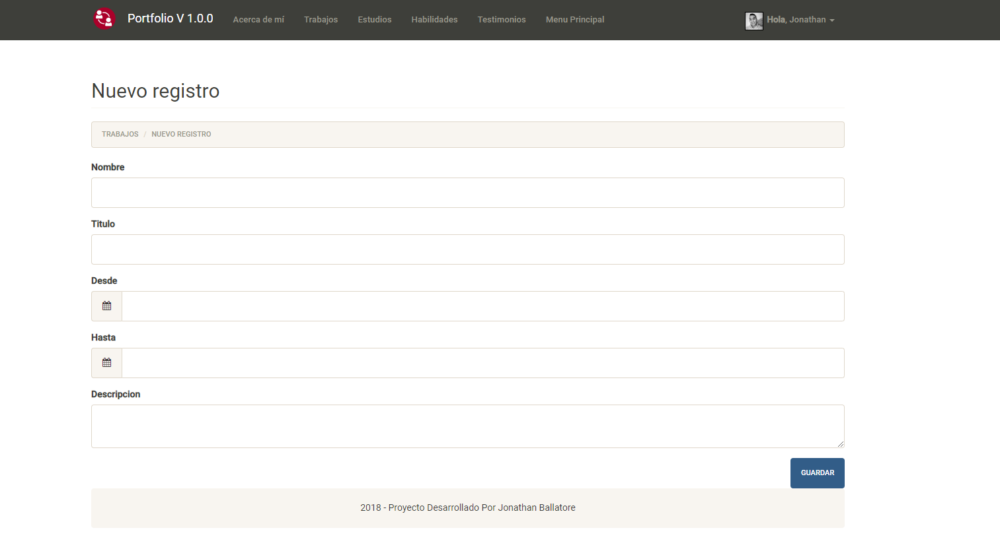 Portfolio V 1.0.0 Acerca de mí Trabajos Estudios Habilidades Testimonios Menu Principal Hola, Jonathan
Nuevo registro
TRABAJOS / NUEVO REGISTRO
Nombre
Titulo
Desde
Hasta
Descripcion
GUARDAR
2018 - Proyecto Desarrollado Por Jonathan Ballatore